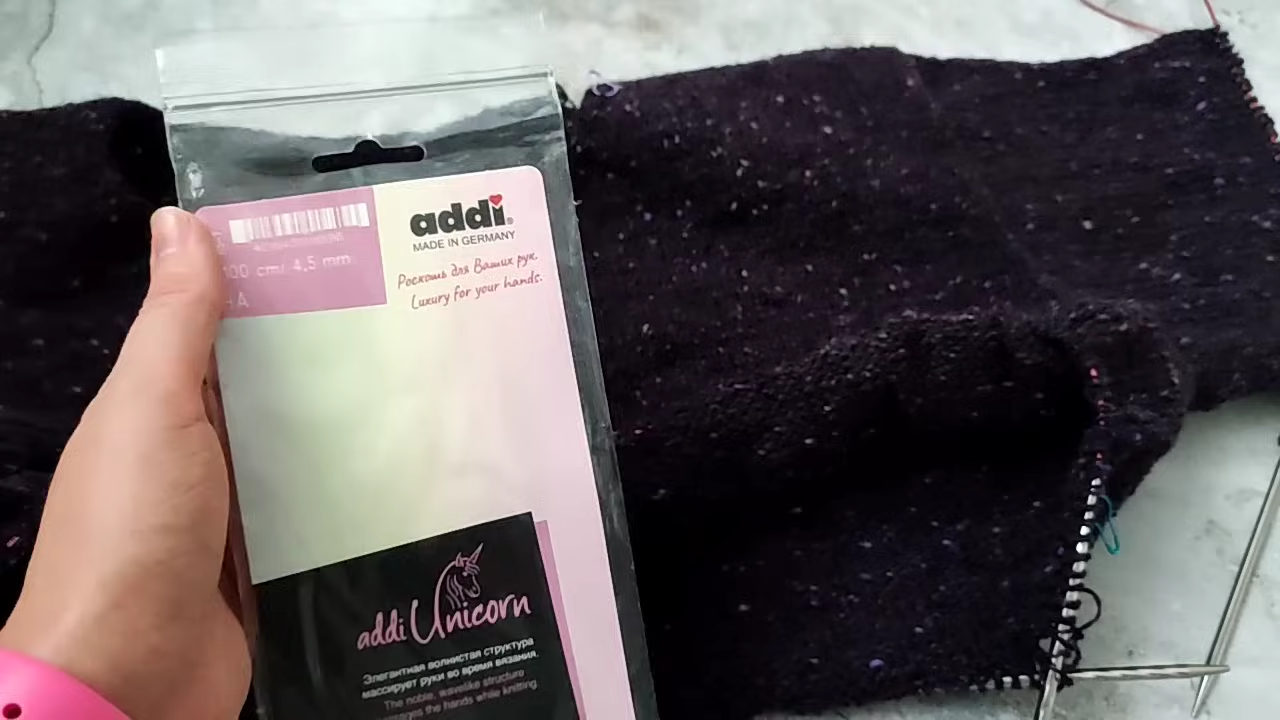 100 cm/ 4,5 mm
addi®
MADE IN GERMANY
Роскошь для Ваших рук.
Luxury for your hands.
addi Unicorn
Элегантная волнистая структура
массирует руки во время вязания.
The noble, wavelike structure
the hands while knitting.